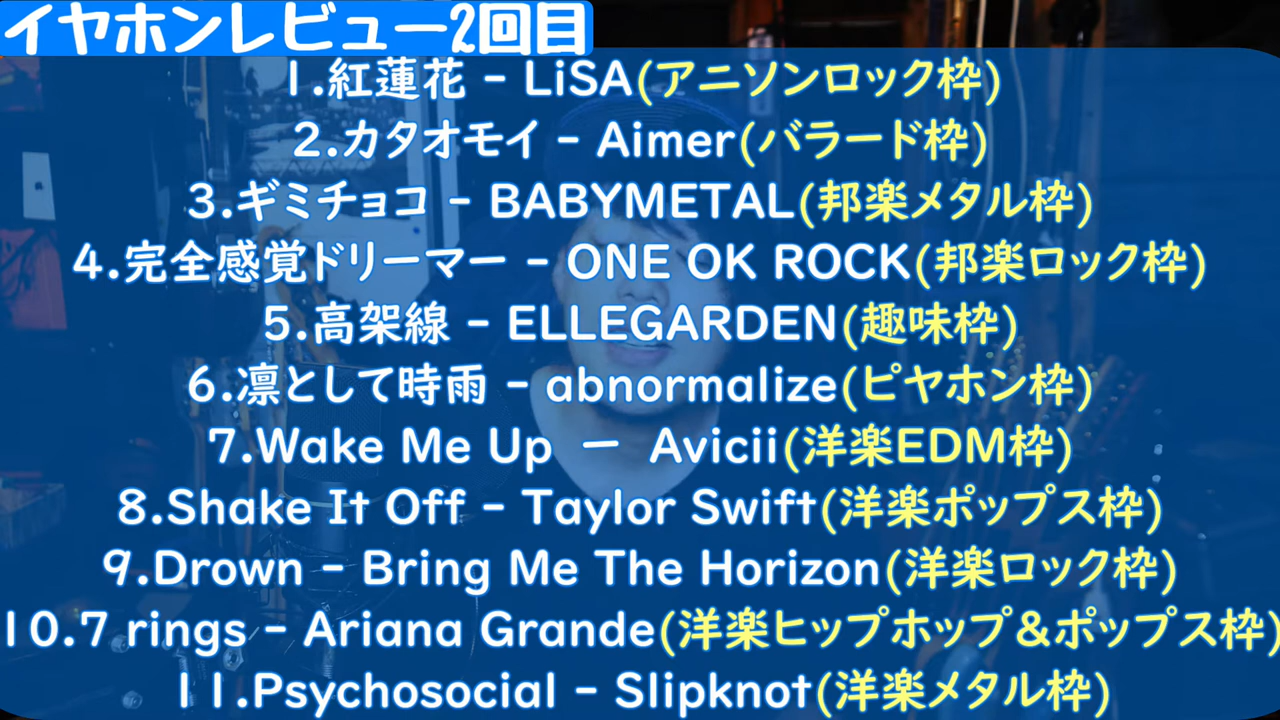 イヤホンレビュー2回目
1.紅蓮花 - LiSA(アニソンロック枠)
2.カタオモイ - Aimer(バラード枠)
3.ギミチョコ - BABYMETAL(邦楽メタル枠)
4.完全感覚ドリーマー - ONE OK ROCK(邦楽ロック枠)
5.高架線 - ELLEGARDEN(趣味枠)
6.凛として時雨 - abnormalize(ピヤホン枠)
7.Wake Me Up ー Avicii(洋楽EDM枠)
8.Shake It Off - Taylor Swift(洋楽ポップス枠)
9.Drown - Bring Me The Horizon(洋楽ロック枠)
10.7 rings - Ariana Grande(洋楽ヒップホップ&ポップス枠)
11.Psychosocial - Slipknot(洋楽メタル枠)